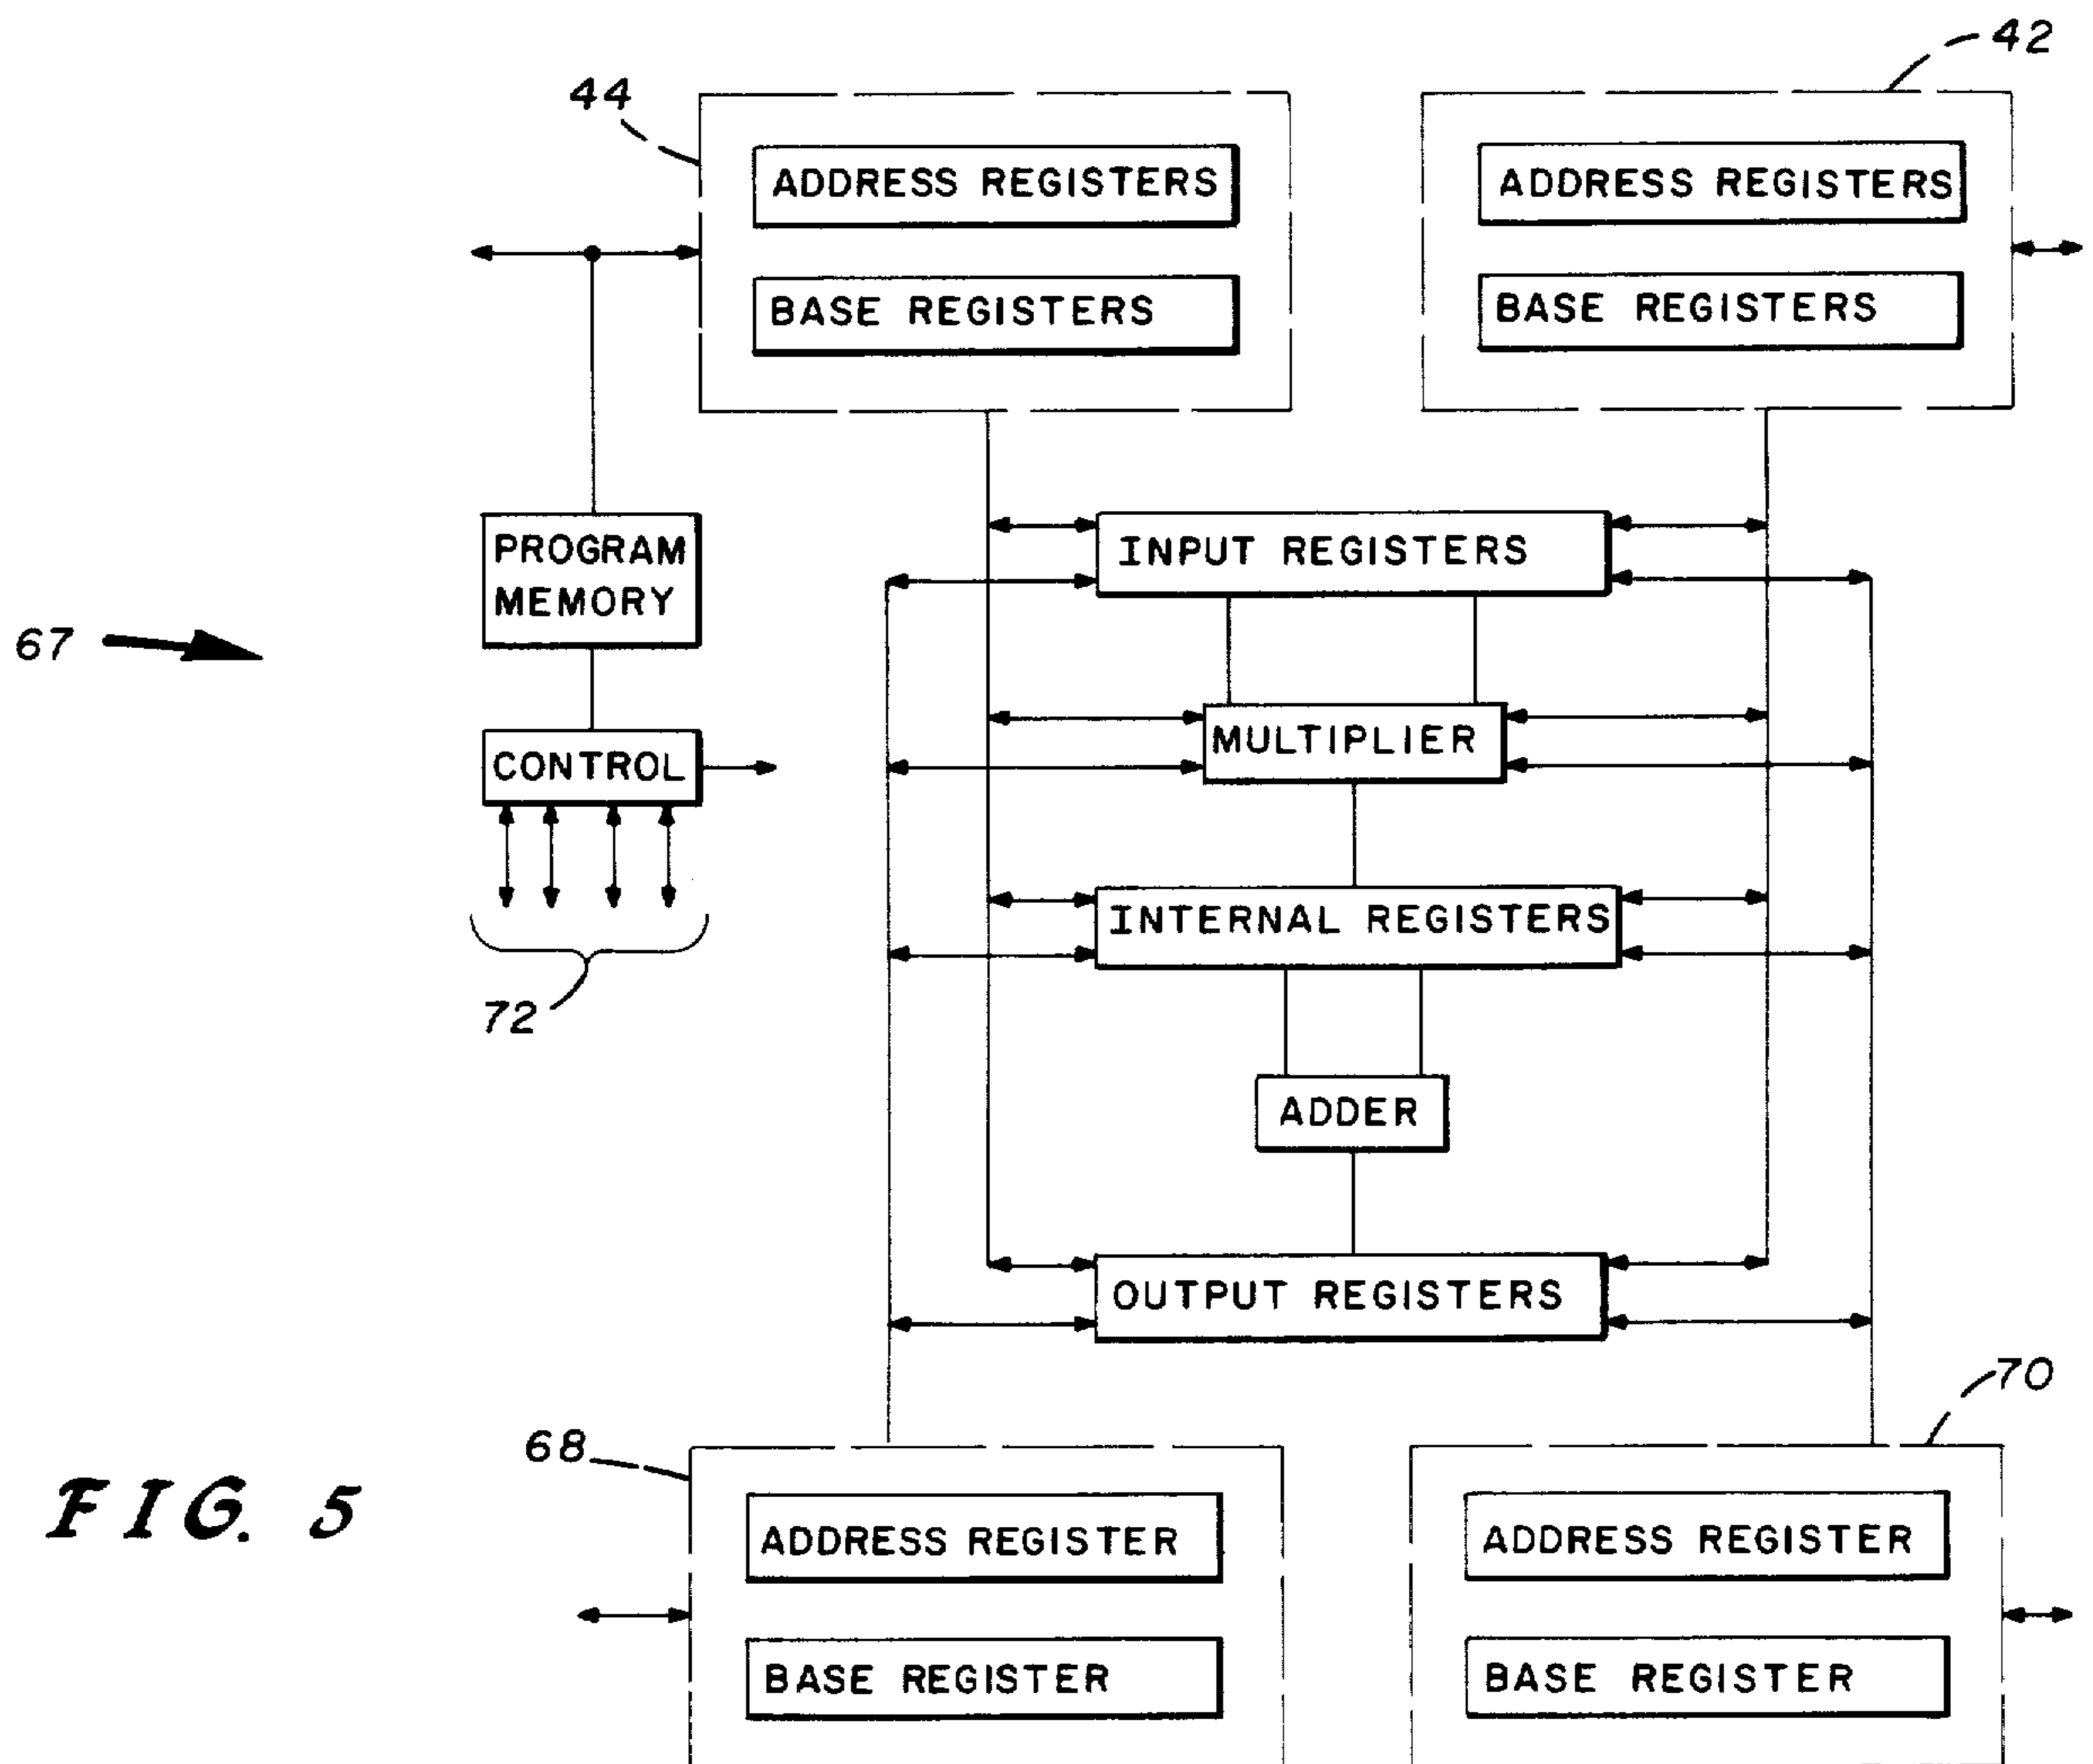 42
44
ADDRESS REGISTERS
ADDRESS REGISTERS
BASE REGISTERS
BASE REGISTERS
PROGRAM
MEMORY
INPUT REGISTERS
67
MULTIPLIER
CONTROL
INTERNAL REGISTERS
72
ADDER
OUTPUT REGISTERS
70
68
FIG. 5
ADDRESS REGISTER
ADDRESS REGISTER
BASE REGISTER
BASE REGISTER